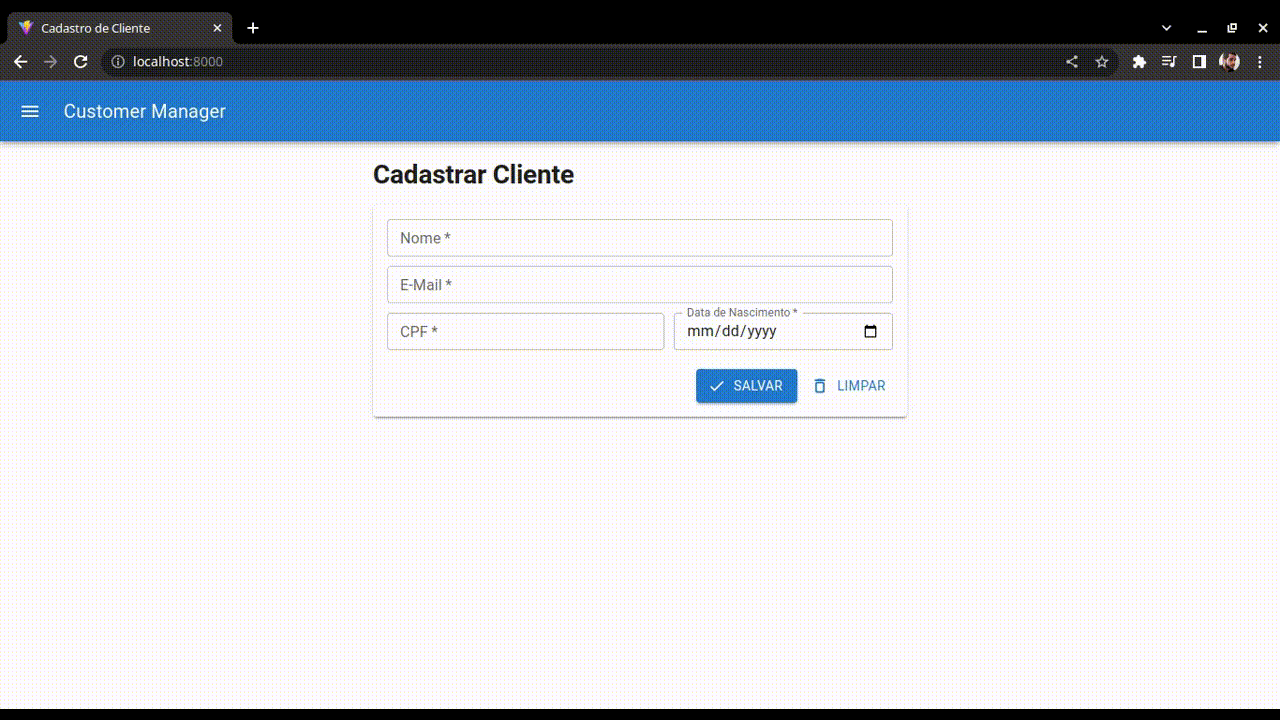 Cadastro de Cliente
localhost:8000
Customer Manager
Cadastrar Cliente
Nome *
E-Mail *
CPF *
Data de Nascimento *
mm/dd/yyyy
SALVAR
LIMPAR